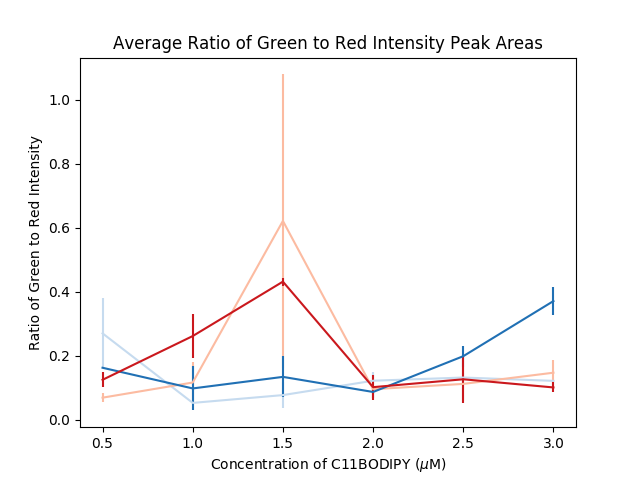 Average Ratio of Green to Red Intensity Peak Areas
Ratio of Green to Red Intensity
1.0
0.8
0.6
0.4
0.2
0.0
0.5 1.0 1.5 2.0 2.5 3.0
Concentration of C11BODIPY (μM)